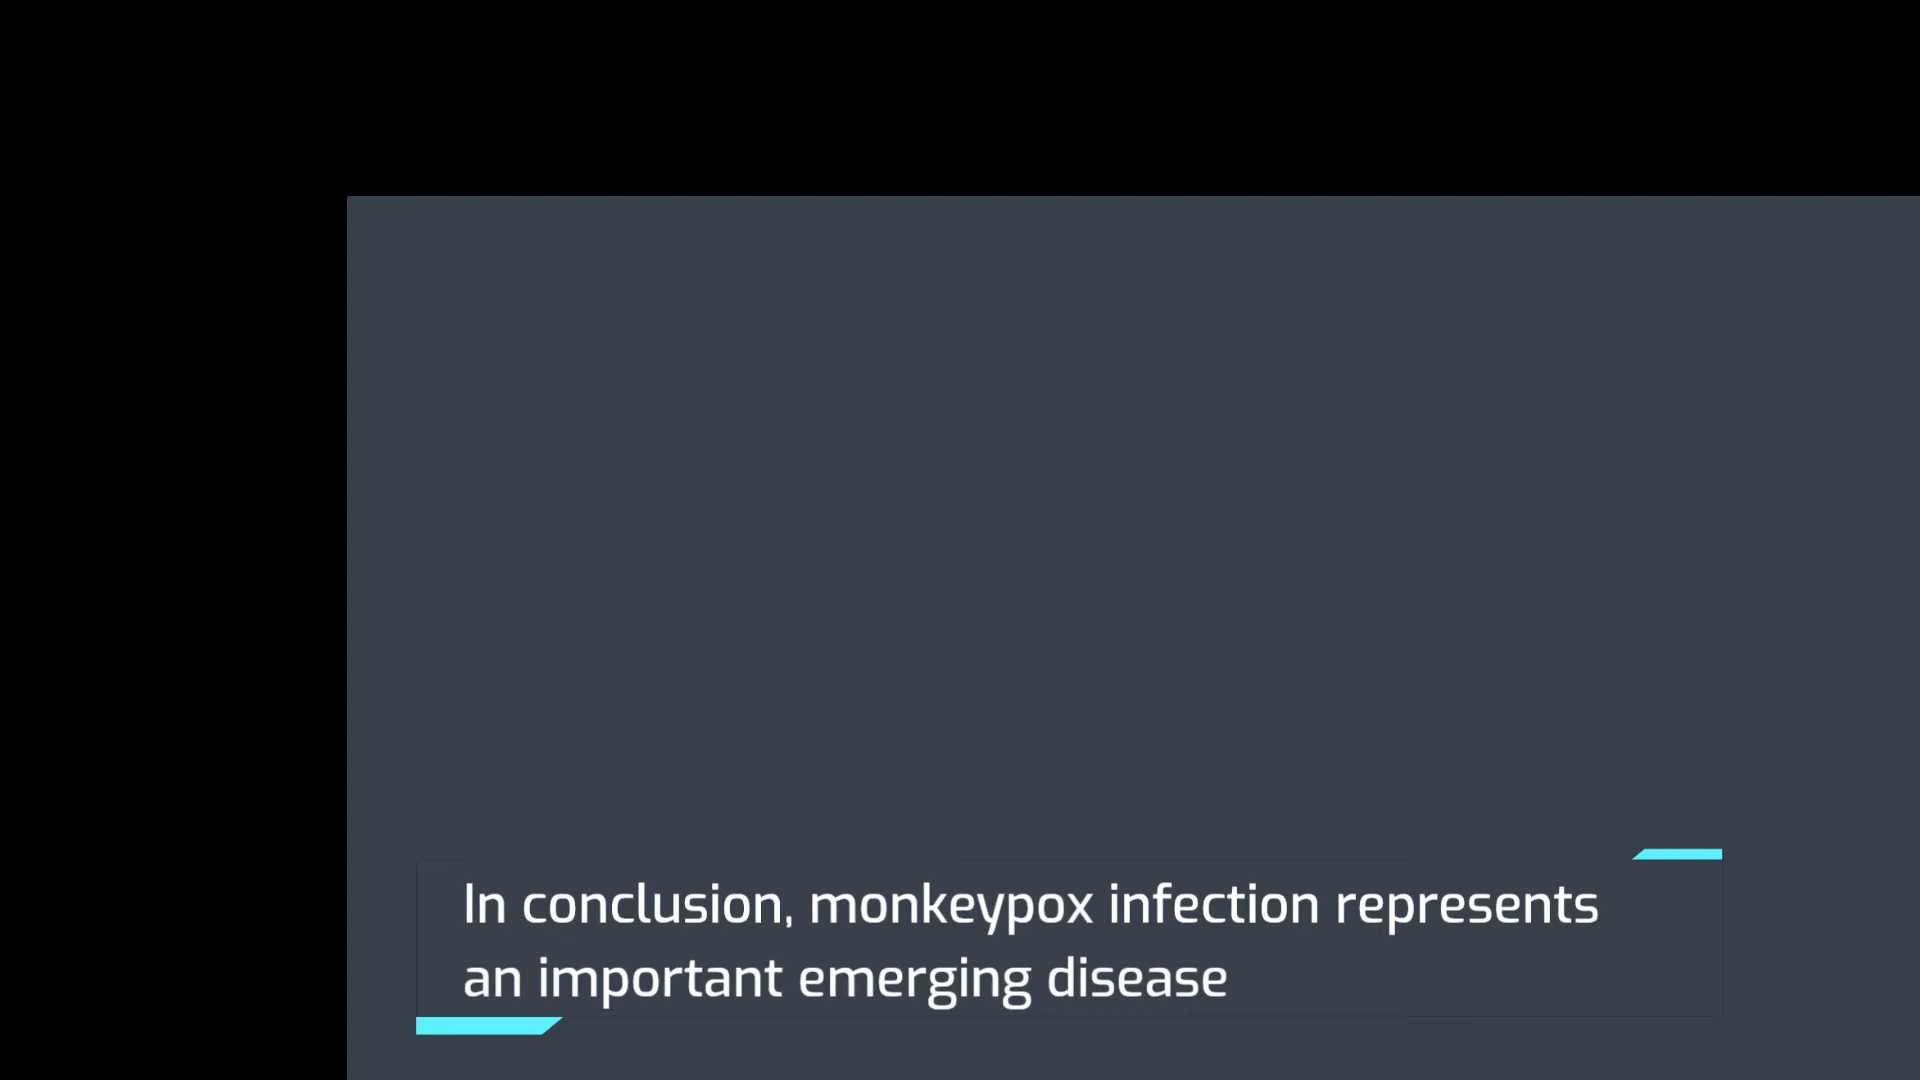 In conclusion, monkeypox infection represents
an important emerging disease